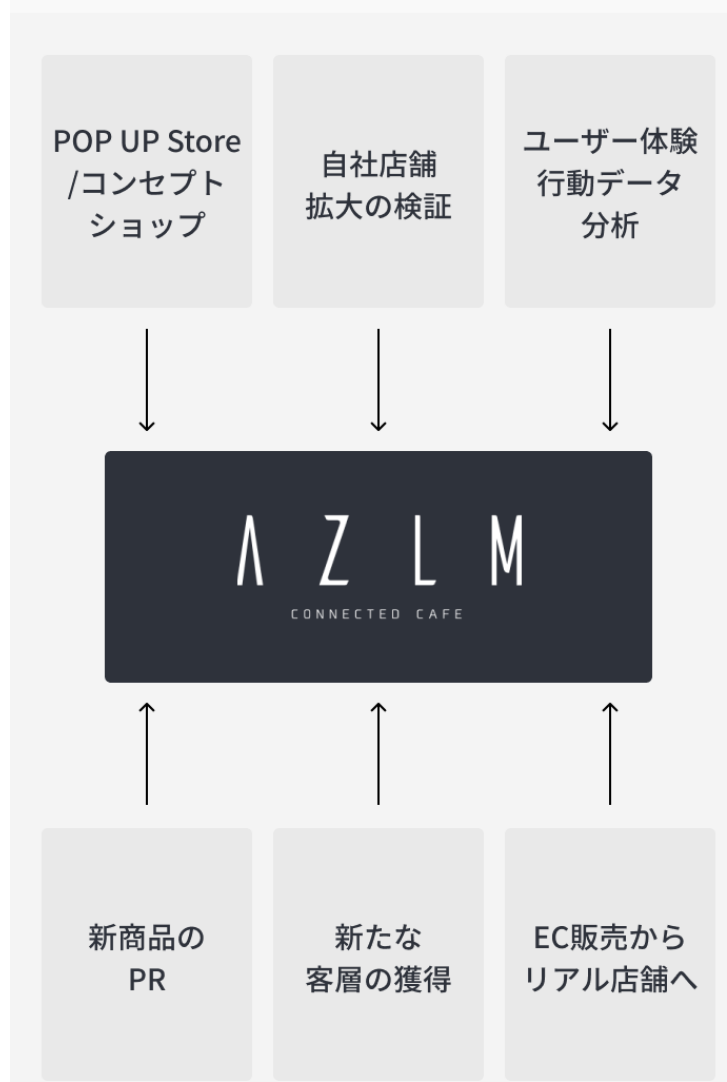 POP UP Store
/コンセプト
ショップ
自社店舗
拡大の検証
ユーザー体験
行動データ
分析
AZLM
CONNECTED CAFE
新商品の
PR
新たな
客層の獲得
EC販売から
リアル店舗へ